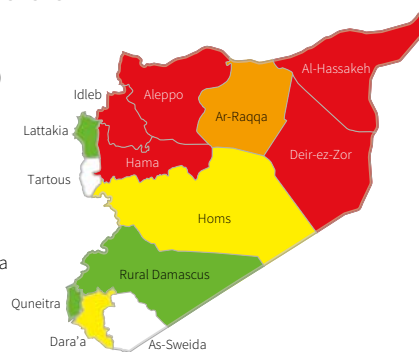 Al-Hassakeh
Idleb
Aleppo
Ar-Raqqa
Lattakia
Hama
Deir-ez-Zor
Tartous
Homs
a
Rural Damascus
Quneitra
Dara'a
As-Sweida